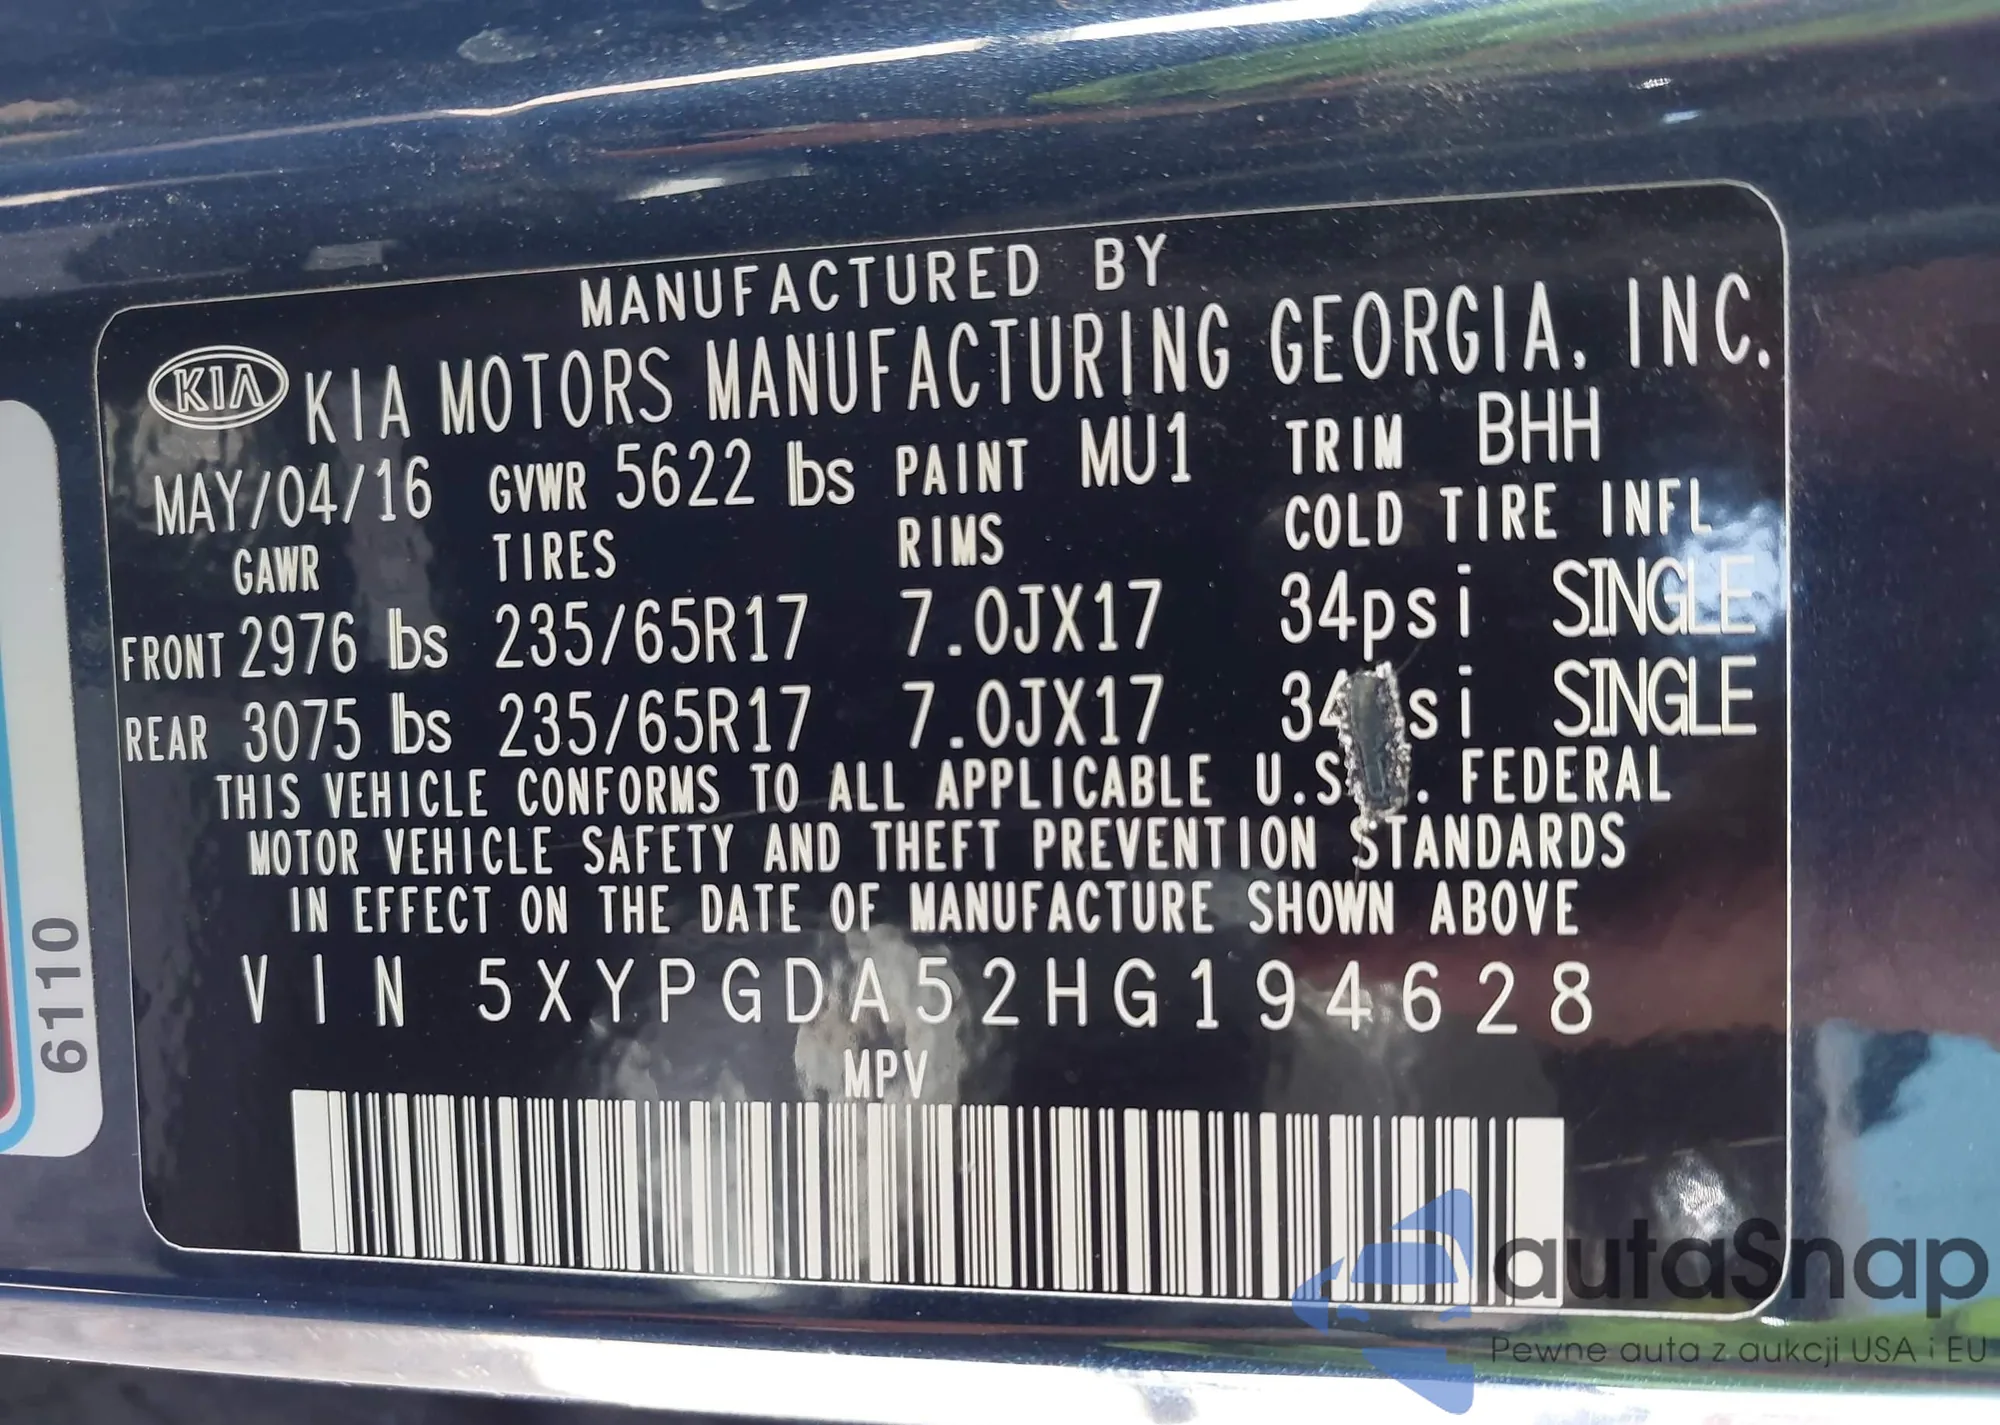 MANUFACTURED BY
KIA KIA MOTORS MANUFACTURING GEORGIA, INC.
MAY/04/16 GVWR 5622 lbs PAINT MU1 TRIM BHH
GAWR TIRES RIMS COLD TIRE INFL
FRONT 2976 lbs 235/65R17 7.0JX17 34psi SINGLE
REAR 3075 lbs 235/65R17 7.0JX17 34 si SINGLE
THIS VEHICLE CONFORMS TO ALL APPLICABLE U.S. FEDERAL
MOTOR VEHICLE SAFETY AND THEFT PREVENTION STANDARDS
IN EFFECT ON THE DATE OF MANUFACTURE SHOWN ABOVE
VIN 5XYPGDA52HG194628
MPV
6110
autaSnap
Pewne auta z aukcji USA i EU